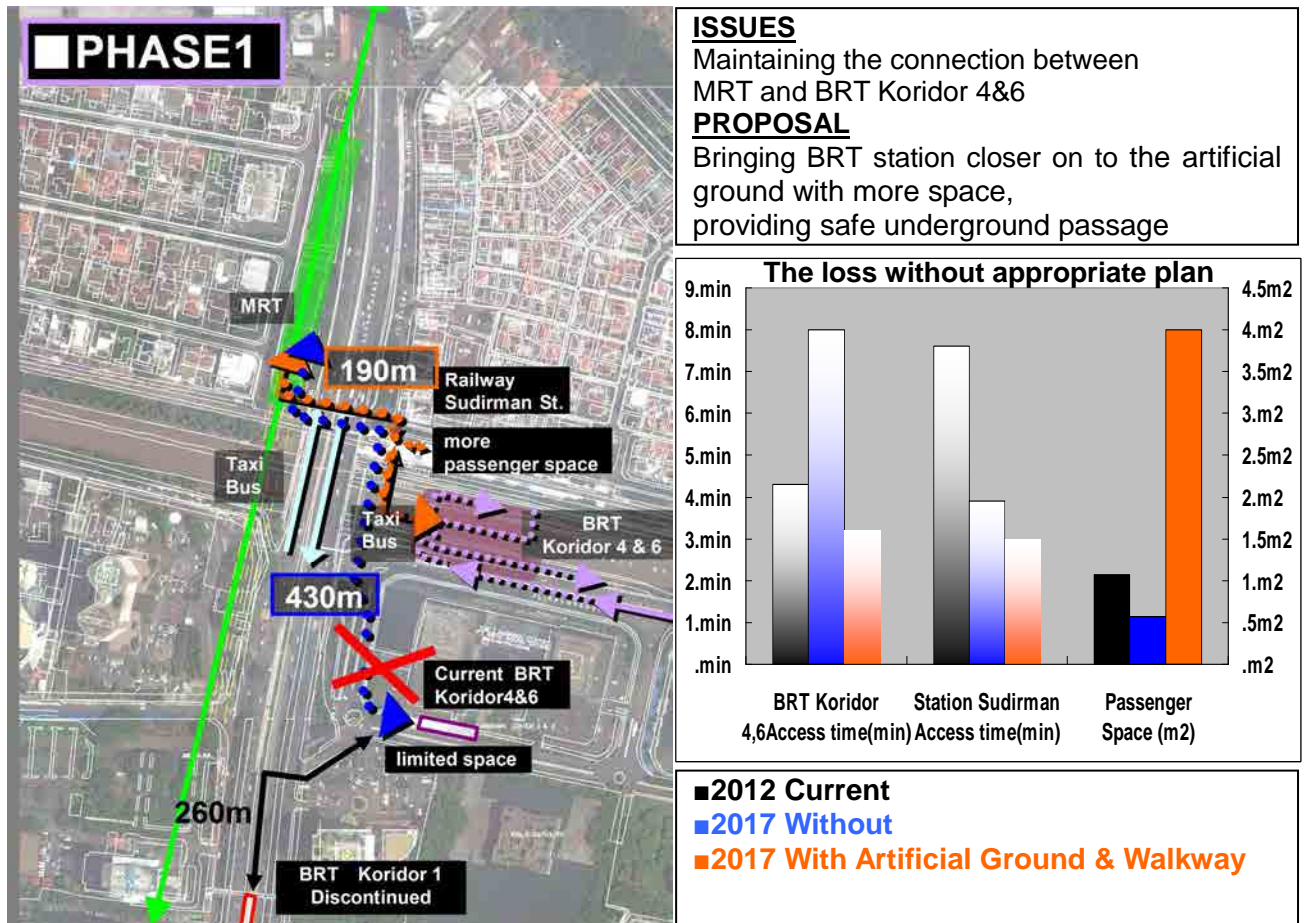 ■PHASE1
MRT
190m
Railway
Sudirman St.
more
passenger space
Taxi
Bus
Taxi
Bus
BRT
Koridor 4 & 6
430m
Current BRT
Koridor4&6
limited space
260m
BRT Koridor 1
Discontinued
ISSUES
Maintaining the connection between
MRT and BRT Koridor 4&6
PROPOSAL
Bringing BRT station closer on to the artificial
ground with more space,
providing safe underground passage
The loss without appropriate plan
9.min
8.min
7.min
6.min
5.min
4.min
3.min
2.min
1.min
.min
4.5m2
4.m2
3.5m2
3.m2
2.5m2
2.m2
1.5m2
1.m2
.5m2
.m2
BRT Koridor
4,6Access time(min)
Station Sudirman
Access time(min)
Passenger
Space (m2)
■2012 Current
■2017 Without
■2017 With Artificial Ground & Walkway